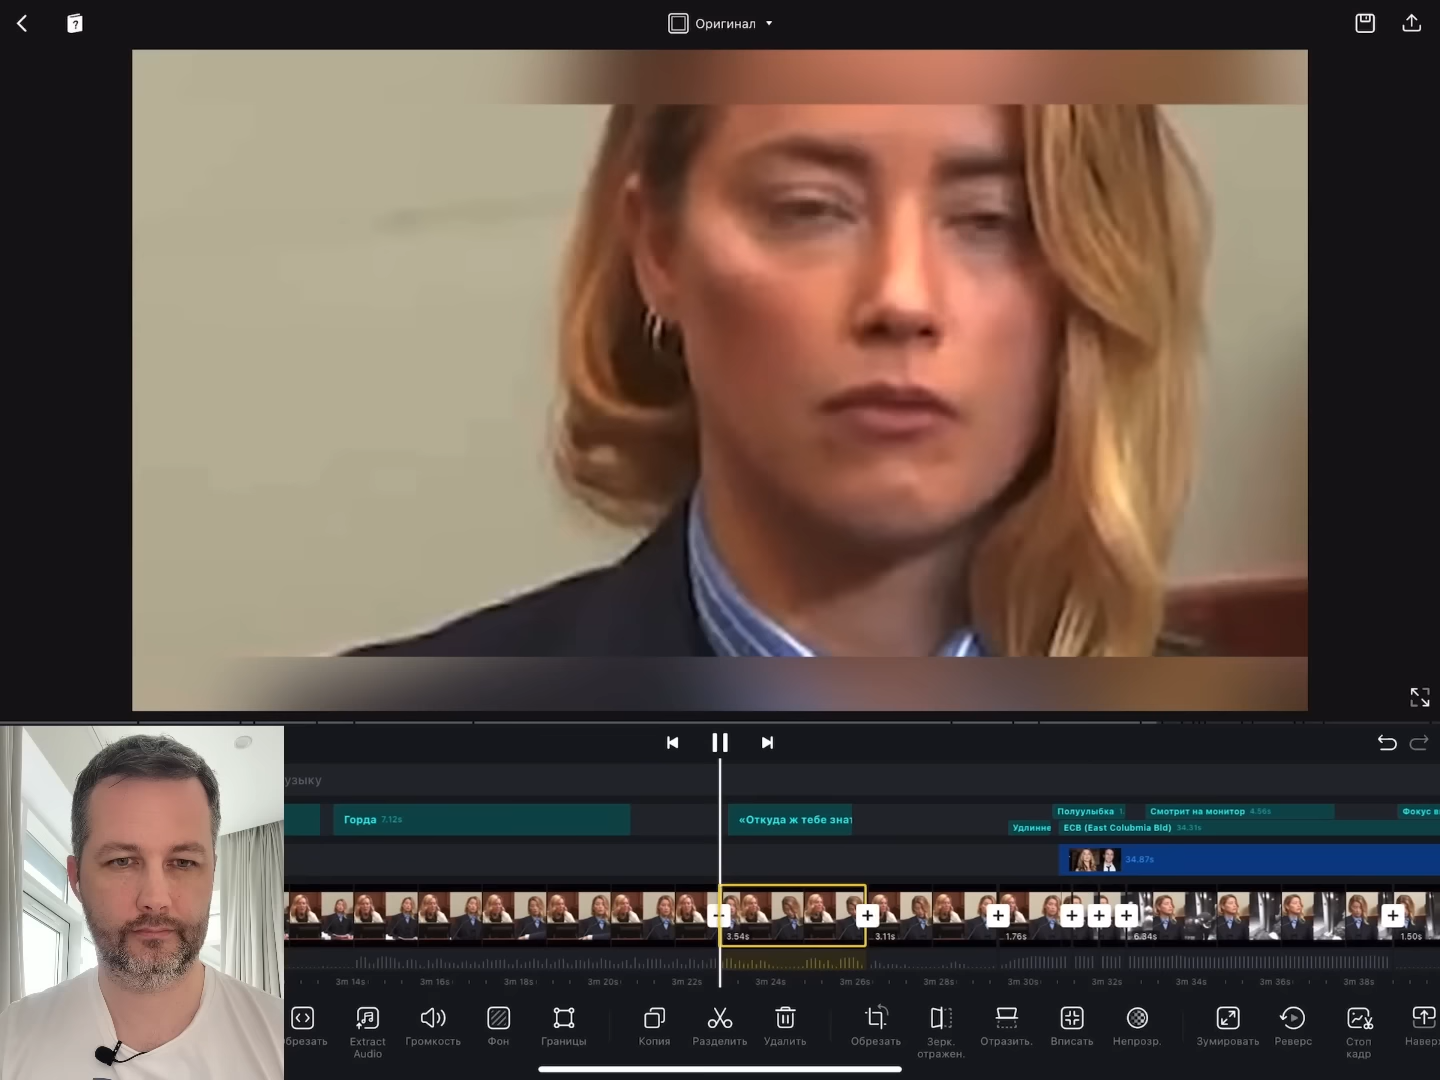 Оригинал
узыку
Горда 7.12s
«Откуда ж тебе знат
Полуулыбка 1.
Смотрит на монитор 4.56s
Фокус в
Удлинне
ECB (East Colubmia Bld) 34.31s
34.87s
3.54s
3.11s
1.76s
6.34s
1.50s
3m 14s
3m 16s
3m 18s
3m 20s
3m 22s
3m 24s
3m 26s
3m 28s
3m 30s
3m 32s
3m 34s
3m 36s
3m 38s
брезать
Extract Audio
Громкость
Фон
Границы
Копия
Разделить
Удалить
Обрезать
Зерк. отражен.
Отразить.
Вписать
Непрозр.
Зумировать
Реверс
Стоп кадр
Наверх